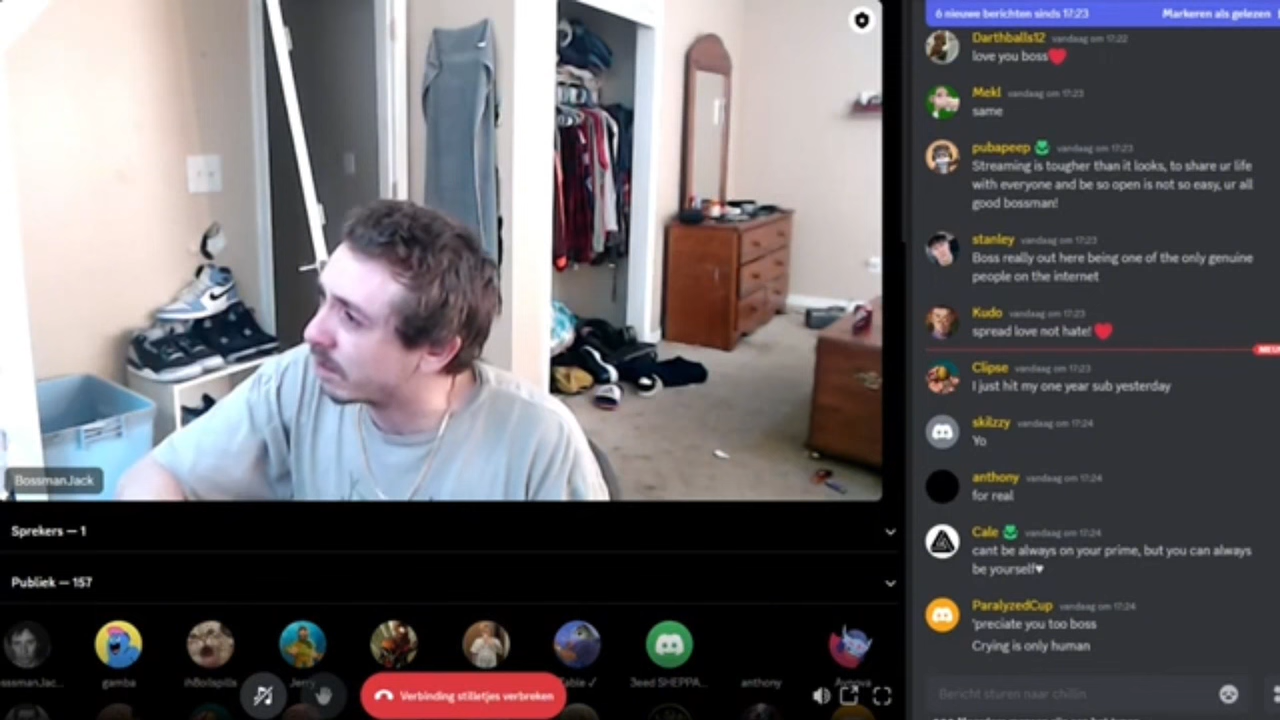 6 nieuwe berichten sinds 17:23
Markeren als gelezen
Darthballs12 vandaag om 17:22
love you boss
Mekl vandaag om 17:23
same
pubapeep vandaag om 17:23
Streaming is tougher than it looks, to share ur life
with everyone and be so open is not so easy, ur all
good bossman!
stanley vandaag om 17:23
Boss really out here being one of the only genuine
people on the internet
Kudo vandaag om 17:23
spread love not hate!
Clipse vandaag om 17:23
I just hit my one year sub yesterday
skilzzy vandaag om 17:24
Yo
anthony vandaag om 17:24
for real
Cale vandaag om 17:24
cant be always on your prime, but you can always
be yourself♥
ParalyzedCup vandaag om 17:24
'preciate you too boss
Crying is only human
Bericht sturen naar chillin
BossmanJack
Sprekers — 1
Publiek — 157
gamba
Jerry
anthony
Verbinding stilletjes verbreken